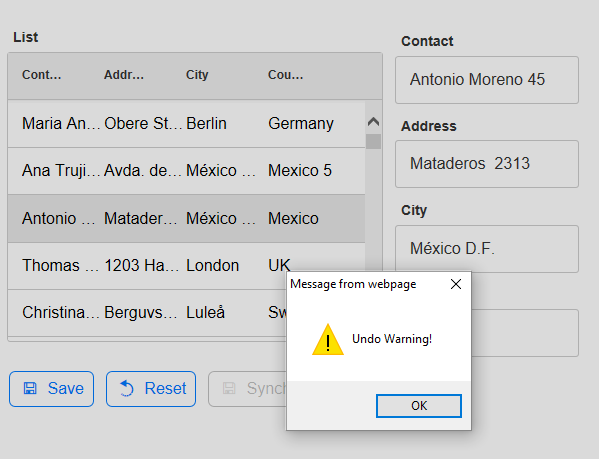 List
Cont… Addr… City Cou…
Maria An… Obere St… Berlin Germany
Ana Truji… Avda. de… México … Mexico 5
Antonio … Matader… México … Mexico
Thomas … 1203 Ha… London UK
Christina… Berguvs… Luleå
Save Reset
Contact
Antonio Moreno 45
Address
Mataderos  2313
City
México D.F.
Message from webpage
Undo Warning!
OK